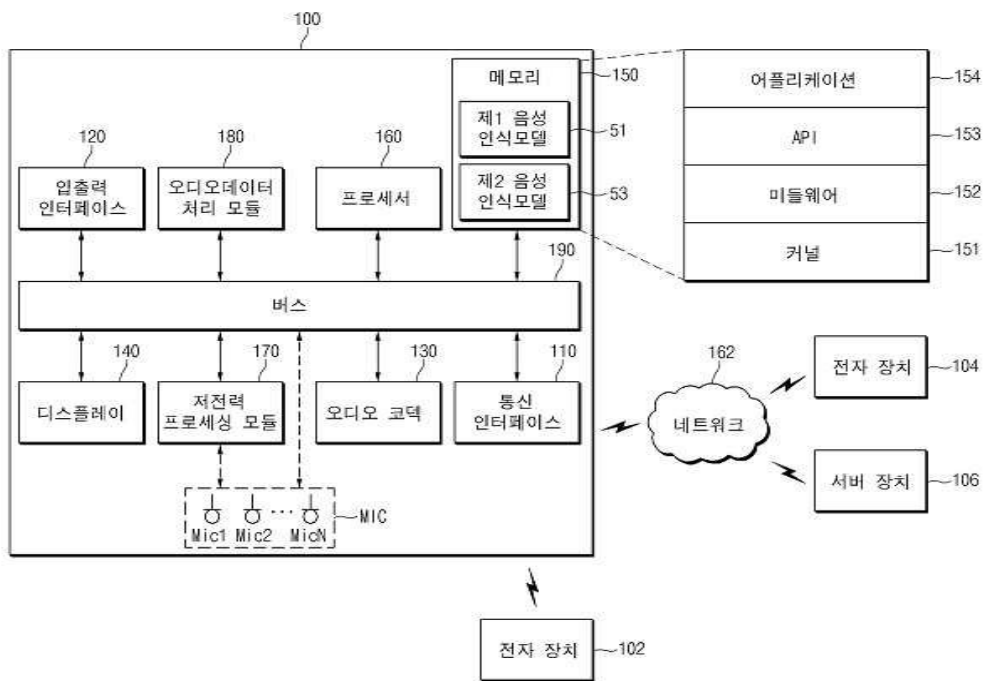 100
메모리
150
제1 음성
인식모델
51
제2 음성
인식모델
53
어플리케이션
154
API
153
미들웨어
152
커널
151
120
입출력
인터페이스
180
오디오데이터
처리 모듈
160
프로세서
190
버스
140
디스플레이
170
저전력
프로세싱 모듈
130
오디오 코덱
110
통신
인터페이스
162
네트워크
전자 장치
104
서버 장치
106
MIC
Mic1
Mic2
...
MicN
전자 장치
102